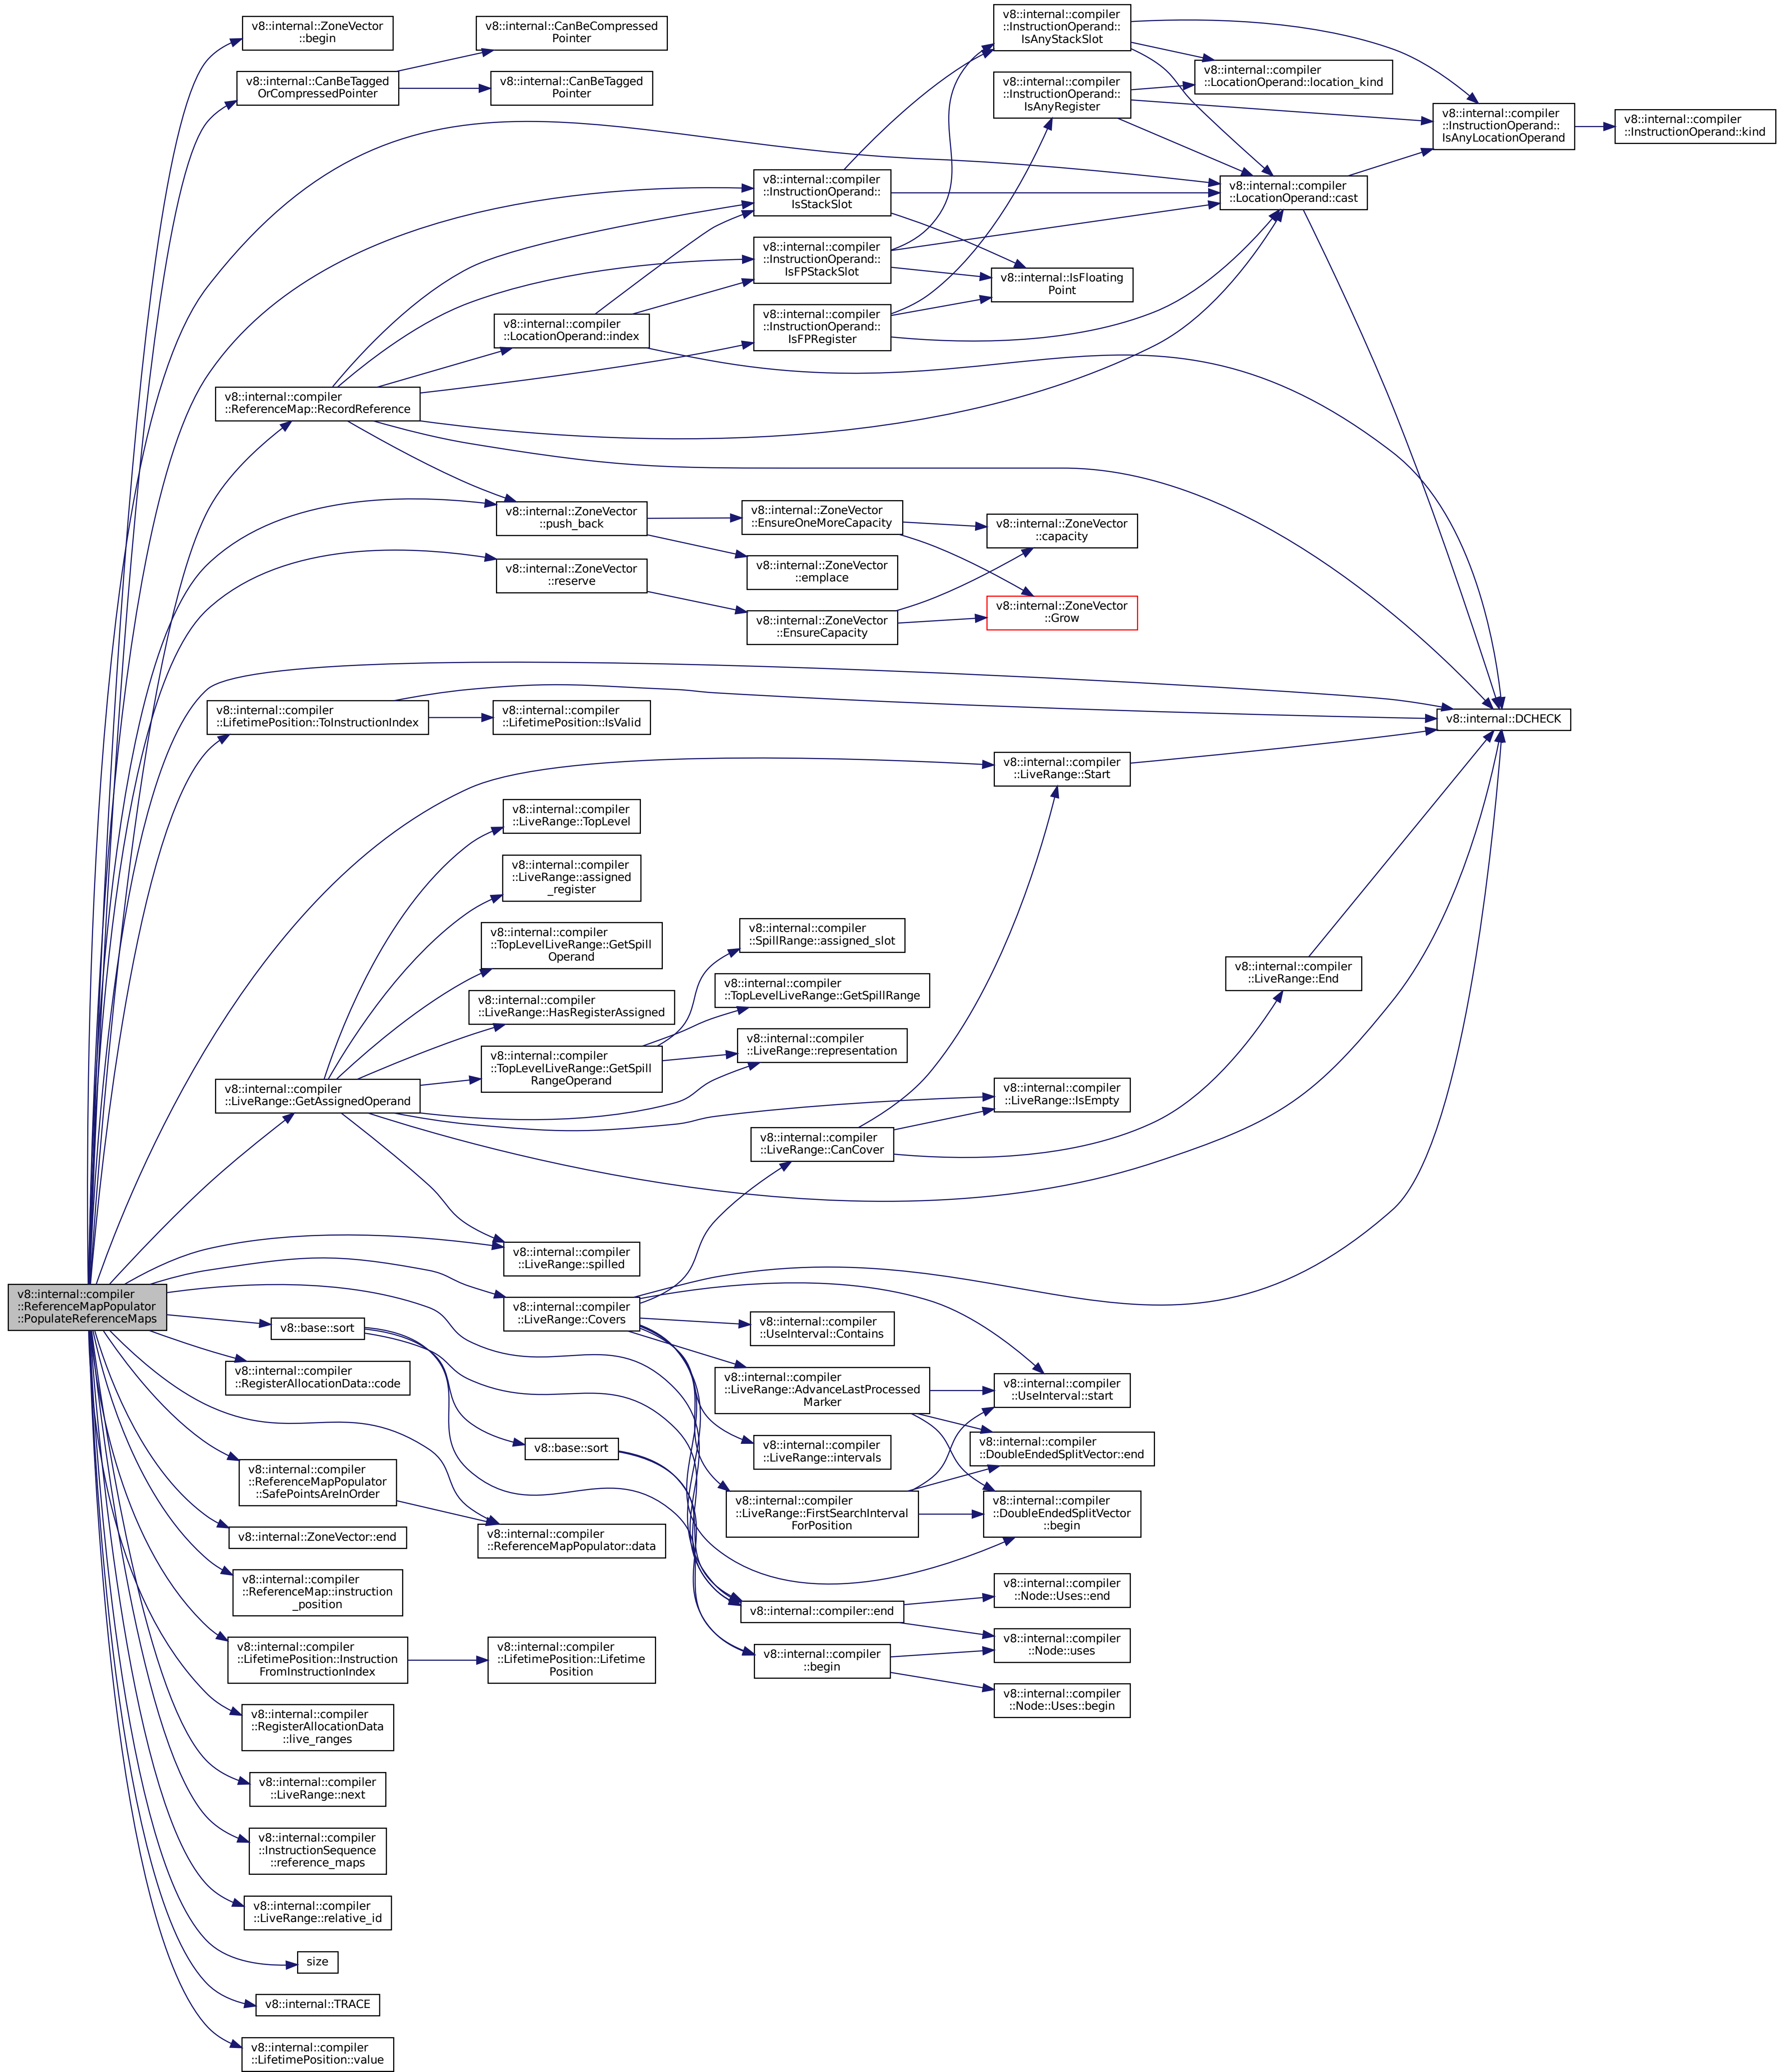 v8::internal::compiler
::ReferenceMapPopulator
::PopulateReferenceMaps
v8::internal::ZoneVector
::begin
v8::internal::CanBeTagged
OrCompressedPointer
v8::internal::CanBeCompressed
Pointer
v8::internal::CanBeTagged
Pointer
v8::internal::compiler
::InstructionOperand::
IsAnyStackSlot
v8::internal::compiler
::LocationOperand::location_kind
v8::internal::compiler
::InstructionOperand::
IsAnyRegister
v8::internal::compiler
::InstructionOperand::
IsAnyLocationOperand
v8::internal::compiler
::InstructionOperand::kind
v8::internal::compiler
::InstructionOperand::
IsStackSlot
v8::internal::compiler
::LocationOperand::cast
v8::internal::compiler
::InstructionOperand::
IsFPStackSlot
v8::internal::IsFloating
Point
v8::internal::compiler
::LocationOperand::index
v8::internal::compiler
::InstructionOperand::
IsFPRegister
v8::internal::compiler
::ReferenceMap::RecordReference
v8::internal::ZoneVector
::push_back
v8::internal::ZoneVector
::EnsureOneMoreCapacity
v8::internal::ZoneVector
::capacity
v8::internal::ZoneVector
::reserve
v8::internal::ZoneVector
::emplace
v8::internal::ZoneVector
::EnsureCapacity
v8::internal::ZoneVector
::Grow
v8::internal::compiler
::LifetimePosition::ToInstructionIndex
v8::internal::compiler
::LifetimePosition::IsValid
v8::internal::DCHECK
v8::internal::compiler
::LiveRange::Start
v8::internal::compiler
::LiveRange::TopLevel
v8::internal::compiler
::LiveRange::assigned
_register
v8::internal::compiler
::TopLevelLiveRange::GetSpill
Operand
v8::internal::compiler
::SpillRange::assigned_slot
v8::internal::compiler
::LiveRange::End
v8::internal::compiler
::LiveRange::HasRegisterAssigned
v8::internal::compiler
::TopLevelLiveRange::GetSpillRange
v8::internal::compiler
::TopLevelLiveRange::GetSpill
RangeOperand
v8::internal::compiler
::LiveRange::representation
v8::internal::compiler
::LiveRange::GetAssignedOperand
v8::internal::compiler
::LiveRange::IsEmpty
v8::internal::compiler
::LiveRange::CanCover
v8::internal::compiler
::LiveRange::spilled
v8::internal::compiler
::LiveRange::Covers
v8::base::sort
v8::internal::compiler
::UseInterval::Contains
v8::internal::compiler
::RegisterAllocationData::code
v8::internal::compiler
::LiveRange::AdvanceLastProcessed
Marker
v8::internal::compiler
::UseInterval::start
v8::base::sort
v8::internal::compiler
::LiveRange::intervals
v8::internal::compiler
::DoubleEndedSplitVector::end
v8::internal::compiler
::ReferenceMapPopulator
::SafePointsAreInOrder
v8::internal::compiler
::LiveRange::FirstSearchInterval
ForPosition
v8::internal::compiler
::DoubleEndedSplitVector
::begin
v8::internal::ZoneVector::end
v8::internal::compiler
::ReferenceMapPopulator::data
v8::internal::compiler
::ReferenceMap::instruction
_position
v8::internal::compiler::end
v8::internal::compiler
::Node::Uses::end
v8::internal::compiler
::LifetimePosition::Instruction
FromInstructionIndex
v8::internal::compiler
::LifetimePosition::Lifetime
Position
v8::internal::compiler
::begin
v8::internal::compiler
::Node::uses
v8::internal::compiler
::Node::Uses::begin
v8::internal::compiler
::RegisterAllocationData
::live_ranges
v8::internal::compiler
::LiveRange::next
v8::internal::compiler
::InstructionSequence
::reference_maps
v8::internal::compiler
::LiveRange::relative_id
size
v8::internal::TRACE
v8::internal::compiler
::LifetimePosition::value